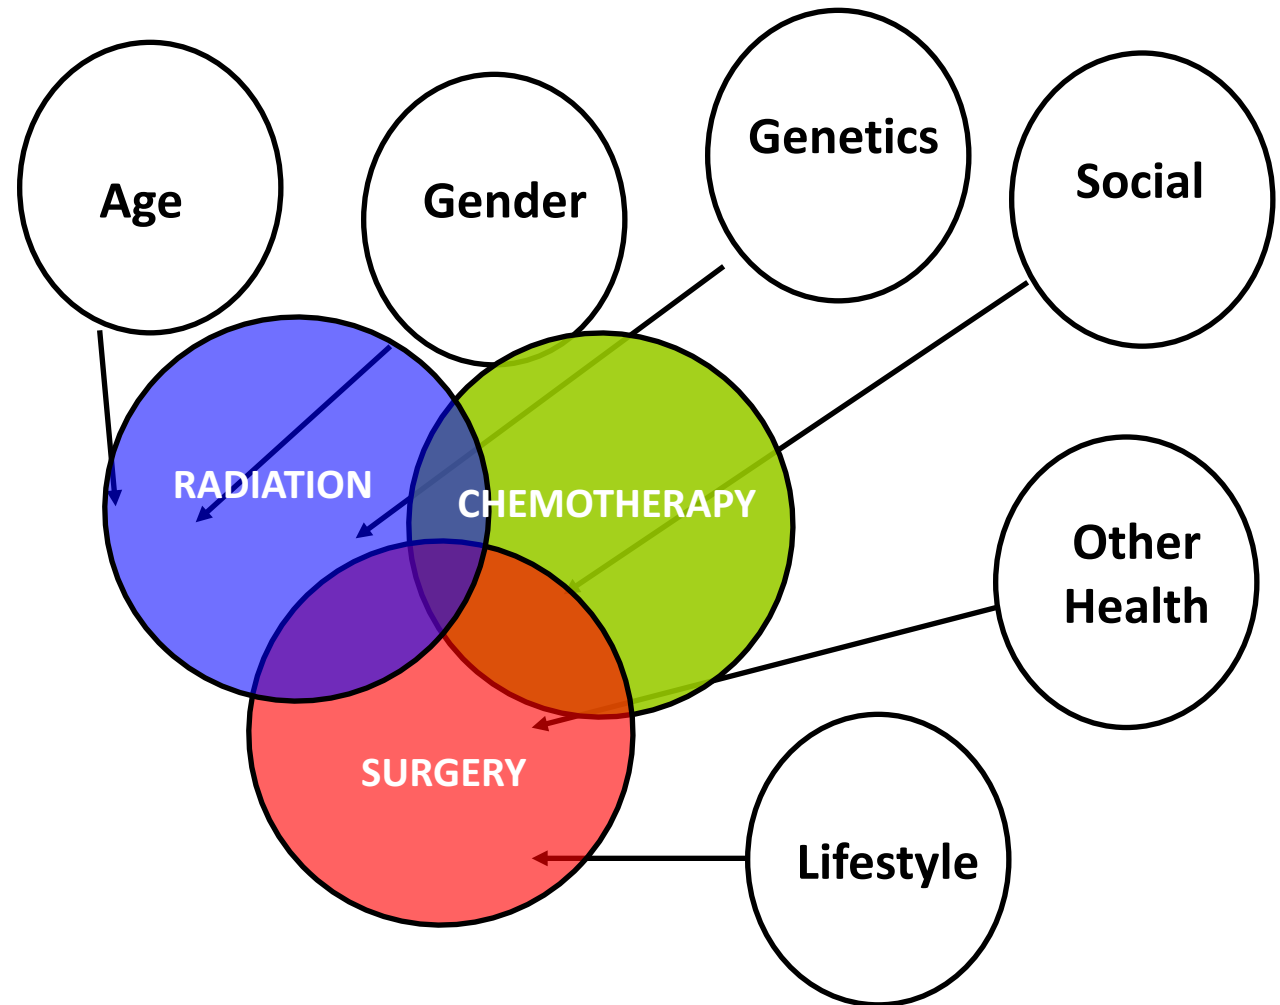 Age
Gender
Genetics
Social
RADIATION
CHEMOTHERAPY
Other
Health
SURGERY
Lifestyle